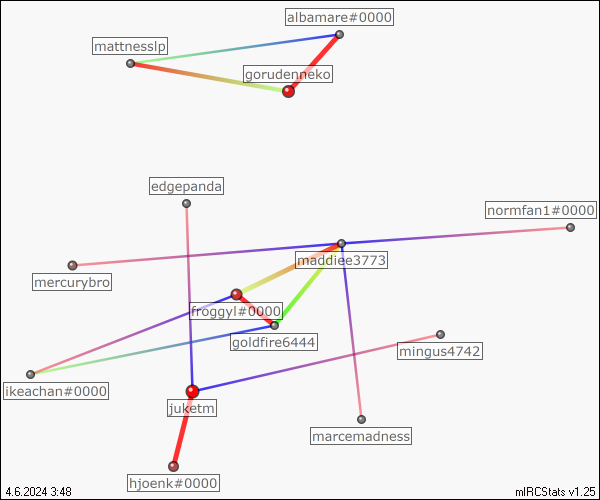 albamare#0000
mattnesslp
gorudenneko
edgepanda
normfan1#0000
maddiee3773
mercurybro
froggyl#0000
goldfire6444
mingus4742
ikeachan#0000
juketm
marcemadness
hjoenk#0000
4.6.2024 3:48
mIRCStats v1.25